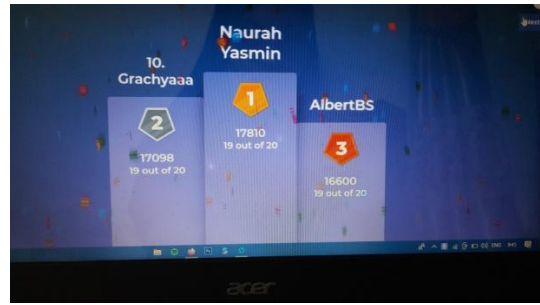 Naurah
Yasmin
10.
Grachyaaa
AlbertBS
1
2
3
17810
19 out of 20
17098
19 out of 20
16600
19 out of 20
acer